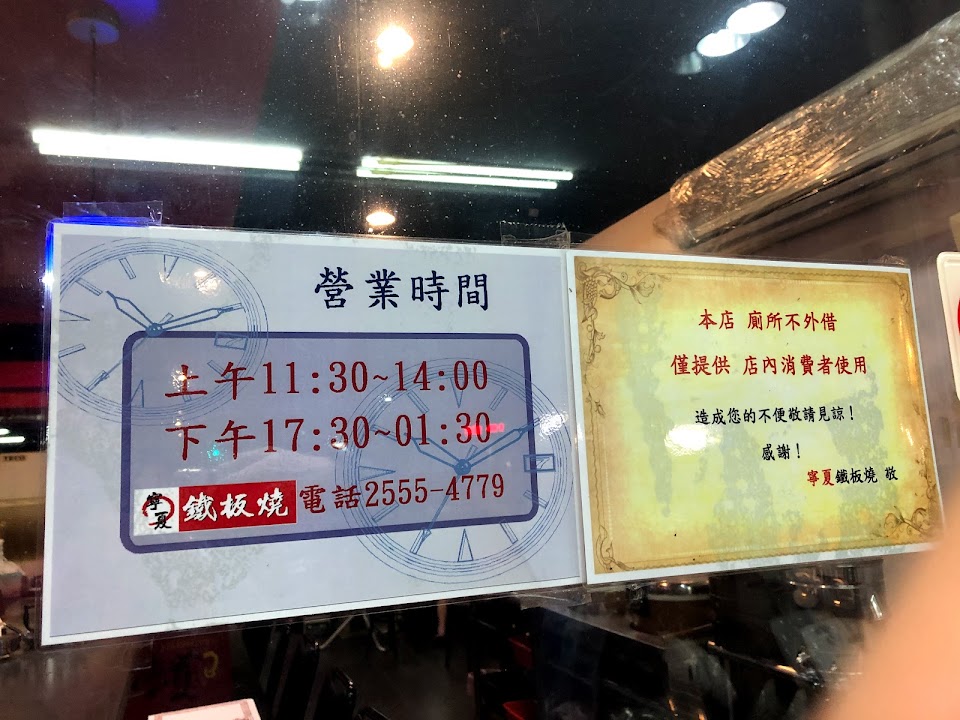 營業時間
上午11:30~14:00
下午17:30~01:30
寧夏 鐵板燒 電話2555-4779
本店 廁所不外借
僅提供 店內消費者使用
造成您的不便敬請見諒！
感謝！
寧夏鐵板燒 敬